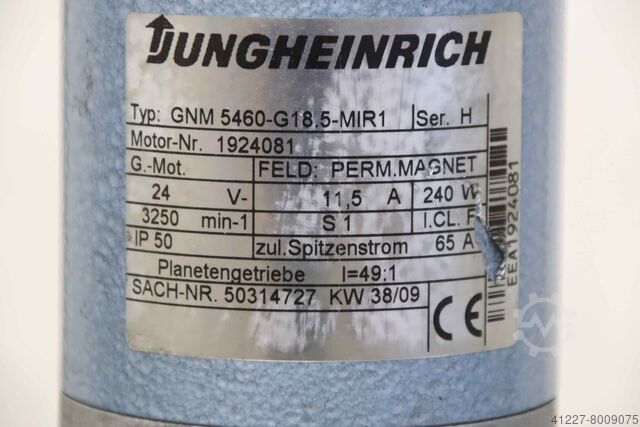 JUNGHEINRICH
Typ: GNM 5460-G18.5-MIR1 Ser. H
Motor-Nr. 1924081
G.-Mot. FELD: PERM.MAGNET
24 V- 11,5 A 240 W
3250 min-1 S 1 I.CL. F
IP 50 zul.Spitzenstrom 65 A
Planetengetriebe I=49:1
SACH-NR. 50314727 KW 38/09
CE
EEA1924081
41227-8009075